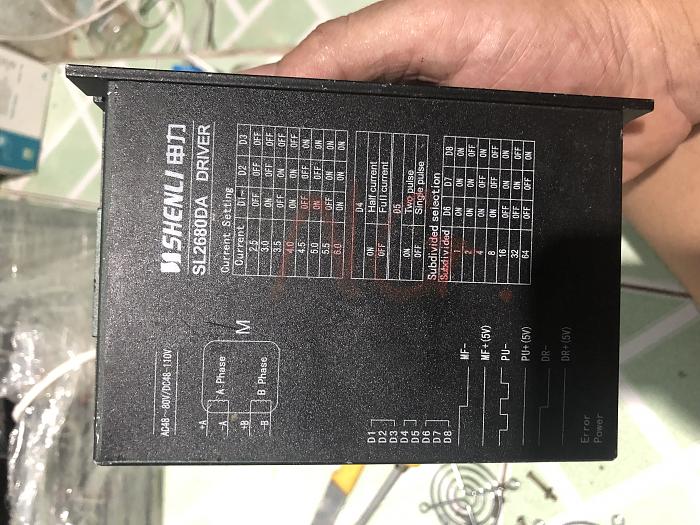 SHENLI 申力
SL2680DA DRIVER
AC48~80V/DC48-110V
Current Setting
Current D1 D2 D3
2.5 OFF OFF OFF
3.0 ON OFF OFF
3.5 OFF ON OFF
4.0 ON ON OFF
4.5 OFF OFF ON
5.0 ON OFF ON
5.5 OFF ON ON
6.0 ON ON ON
D4
ON Half current
OFF Full current
D5
ON Two pulse
OFF Single pulse
Subdivided selection
Subdivided D6 D7 D8
1 ON ON ON
2 OFF ON ON
4 ON OFF ON
8 OFF OFF ON
16 ON ON OFF
32 OFF ON OFF
64 ON OFF OFF
+A
-A
+B
-B
A Phase
B Phase
M
D1
D2
D3
D4
D5
D6
D7
D8
MF-
MF+(5V)
PU-
PU+(5V)
DR-
DR+(5V)
Error
Power